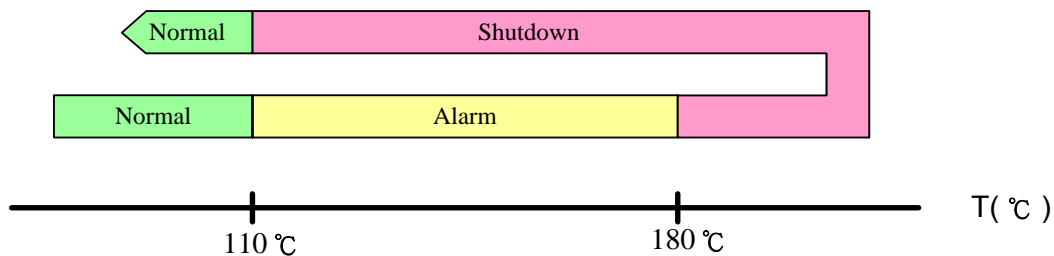 Normal Shutdown
Normal Alarm
T( ℃ )
110 ℃ 180 ℃